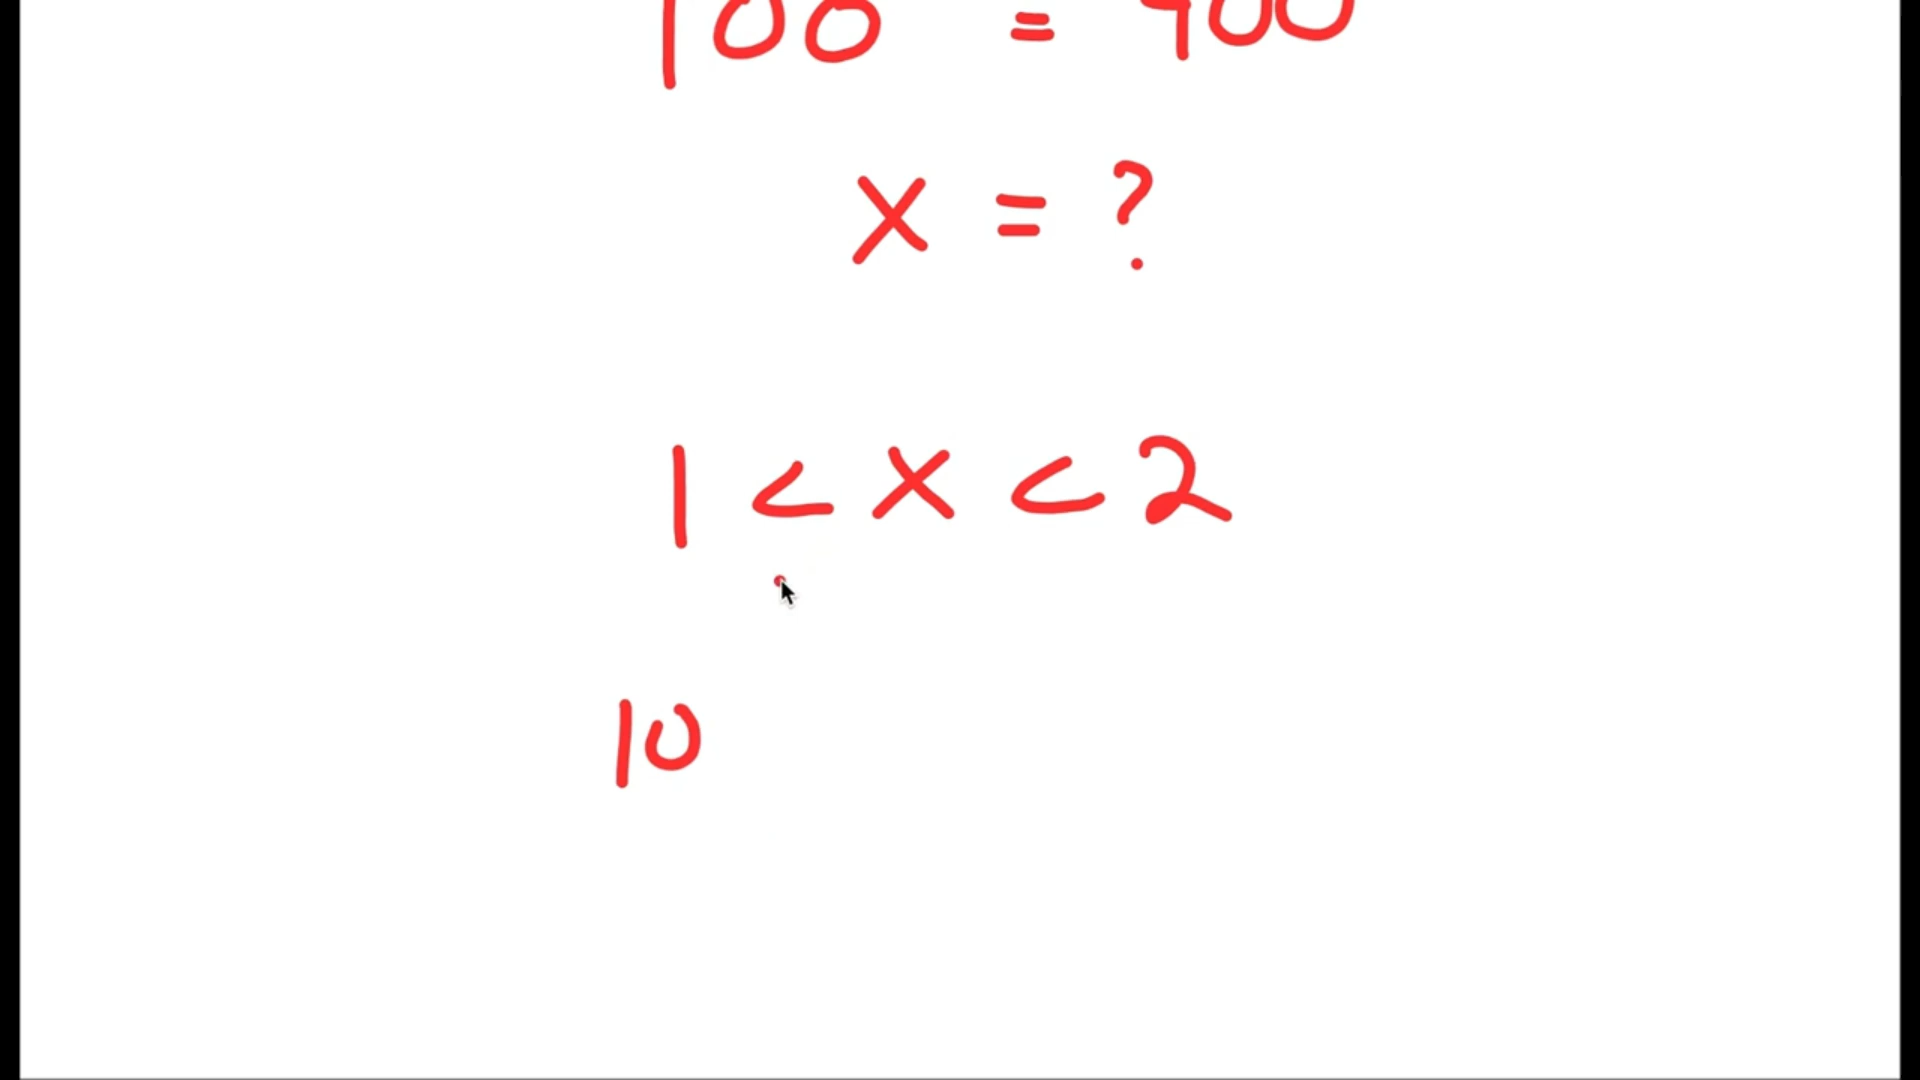 100 = 400
x = ?
1 < x < 2
10